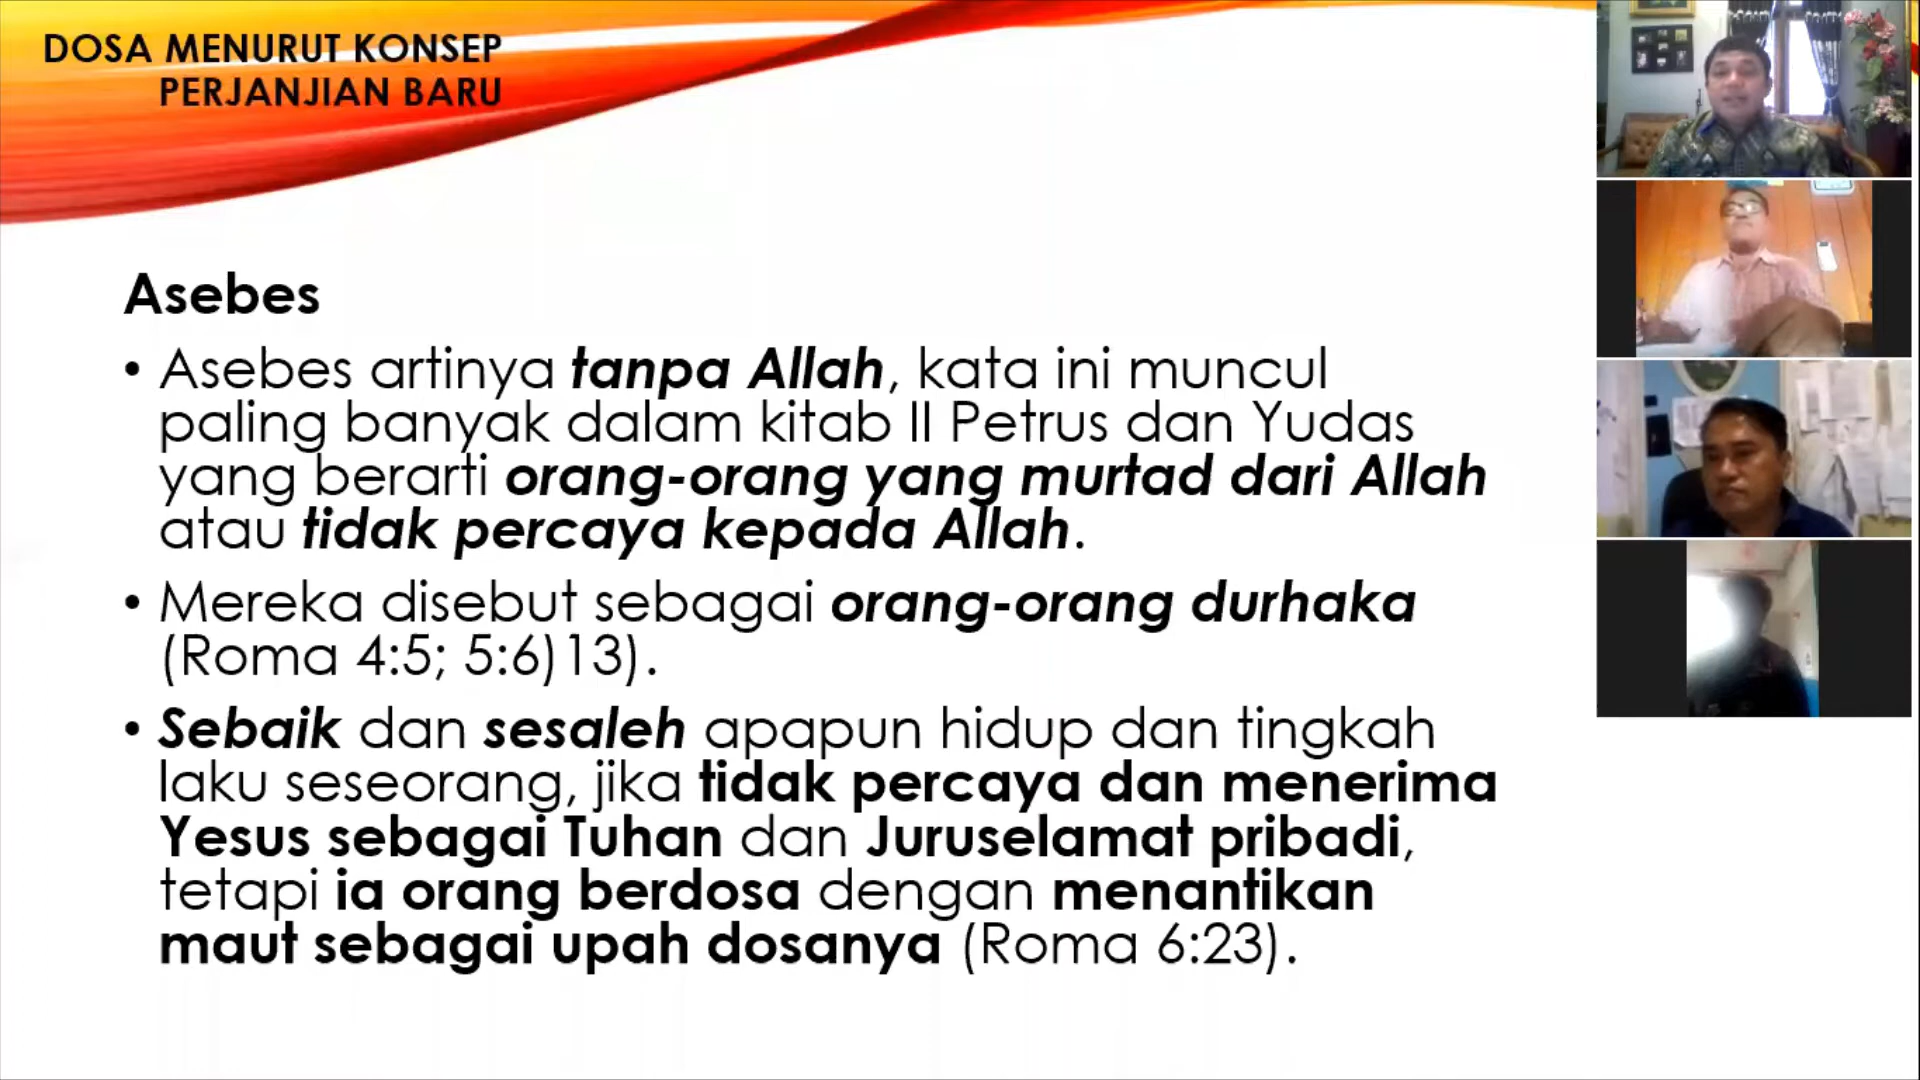 DOSA MENURUT KONSEP
PERJANJIAN BARU
Asebes
• Asebes artinya tanpa Allah, kata ini muncul
paling banyak dalam kitab II Petrus dan Yudas
yang berarti orang-orang yang murtad dari Allah
atau tidak percaya kepada Allah.
• Mereka disebut sebagai orang-orang durhaka
(Roma 4:5; 5:6)13).
• Sebaik dan sesaleh apapun hidup dan tingkah
laku seseorang, jika tidak percaya dan menerima
Yesus sebagai Tuhan dan Juruselamat pribadi,
tetapi ia orang berdosa dengan menantikan
maut sebagai upah dosanya (Roma 6:23).